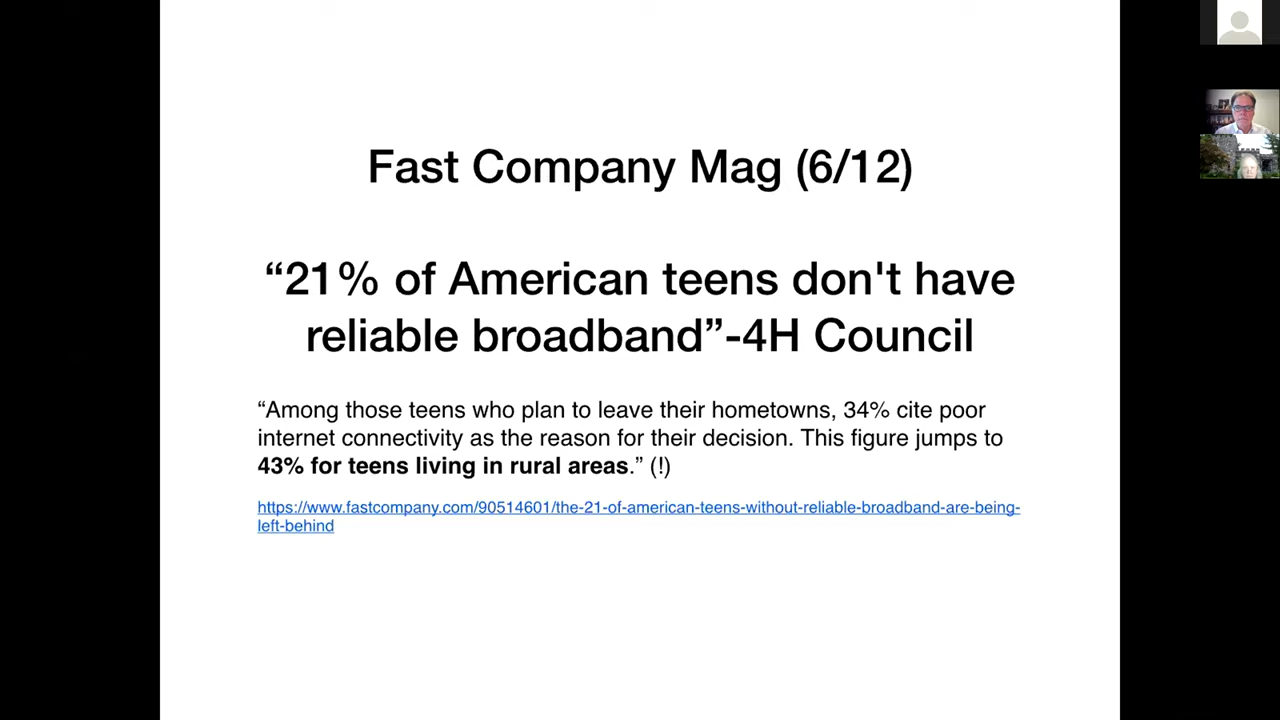 Fast Company Mag (6/12)
“21% of American teens don't have
reliable broadband”-4H Council
“Among those teens who plan to leave their hometowns, 34% cite poor
internet connectivity as the reason for their decision. This figure jumps to
43% for teens living in rural areas.” (!)
https://www.fastcompany.com/90514601/the-21-of-american-teens-without-reliable-broadband-are-being-
left-behind